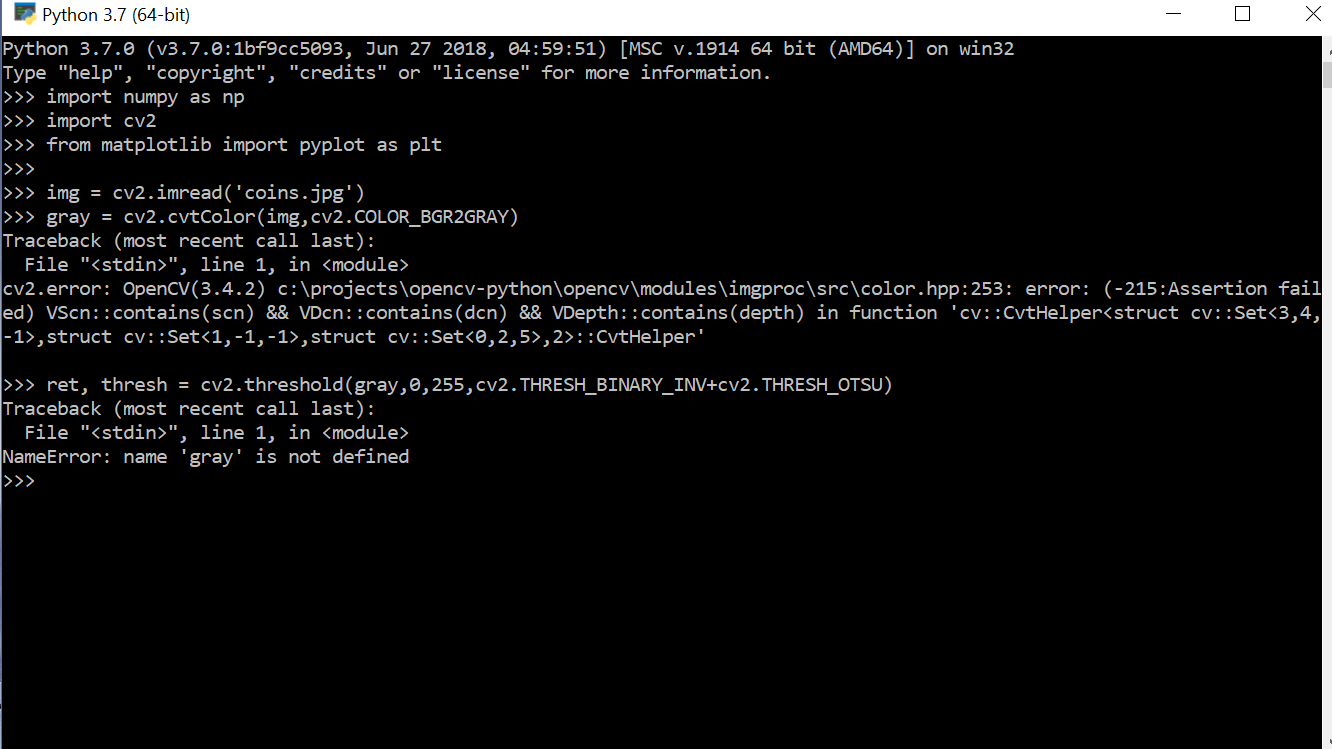 Python 3.7 (64-bit)
Python 3.7.0 (v3.7.0:1bf9cc5093, Jun 27 2018, 04:59:51) [MSC v.1914 64 bit (AMD64)] on win32
Type "help", "copyright", "credits" or "license" for more information.
>>> import numpy as np
>>> import cv2
>>> from matplotlib import pyplot as plt
>>>
>>> img = cv2.imread('coins.jpg')
>>> gray = cv2.cvtColor(img,cv2.COLOR_BGR2GRAY)
Traceback (most recent call last):
  File "<stdin>", line 1, in <module>
cv2.error: OpenCV(3.4.2) c:\projects\opencv-python\opencv\modules\imgproc\src\color.hpp:253: error: (-215:Assertion fail
ed) VScn::contains(scn) && VDcn::contains(dcn) && VDepth::contains(depth) in function 'cv::CvtHelper<struct cv::Set<3,4,
-1>,struct cv::Set<1,-1,-1>,struct cv::Set<0,2,5>,2>::CvtHelper'
>>> ret, thresh = cv2.threshold(gray,0,255,cv2.THRESH_BINARY_INV+cv2.THRESH_OTSU)
Traceback (most recent call last):
  File "<stdin>", line 1, in <module>
NameError: name 'gray' is not defined
>>>